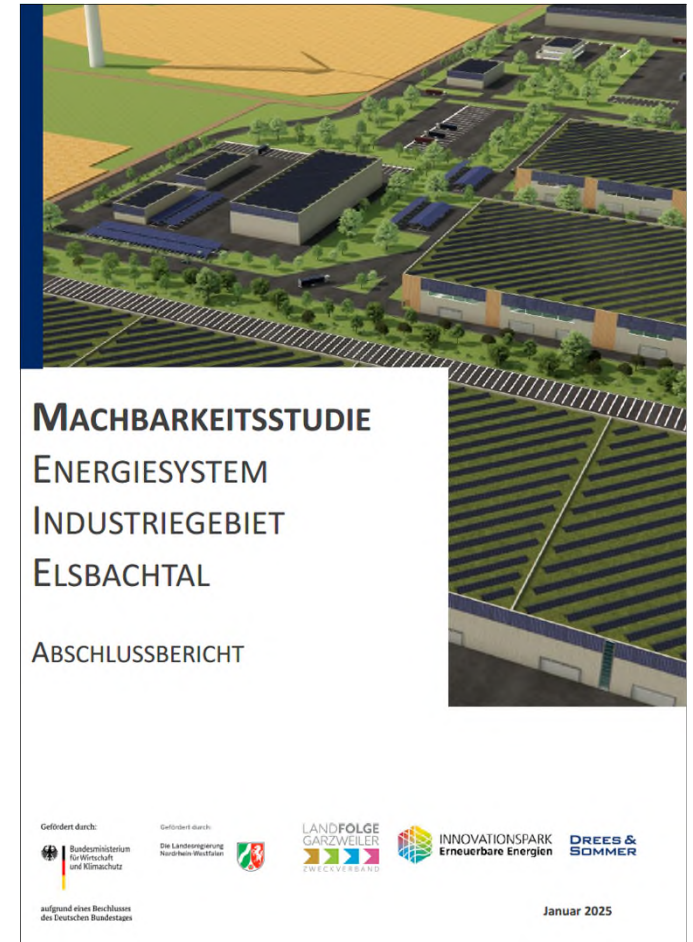 MACHBARKEITSSTUDIE
ENERGIESYSTEM
INDUSTRIEGEBIET
ELSBACHTAL
ABSCHLUSSBERICHT
Gefördert durch:
Bundesministerium
für Wirtschaft
und Klimaschutz
aufgrund eines Beschlusses
des Deutschen Bundestages
Gefördert durch:
Die Landesregierung
Nordrhein-Westfalen
LANDFOLGE
GARZWEILER
ZWECKVERBAND
INNOVATIONSPARK
Erneuerbare Energien
DREES &
SOMMER
Januar 2025